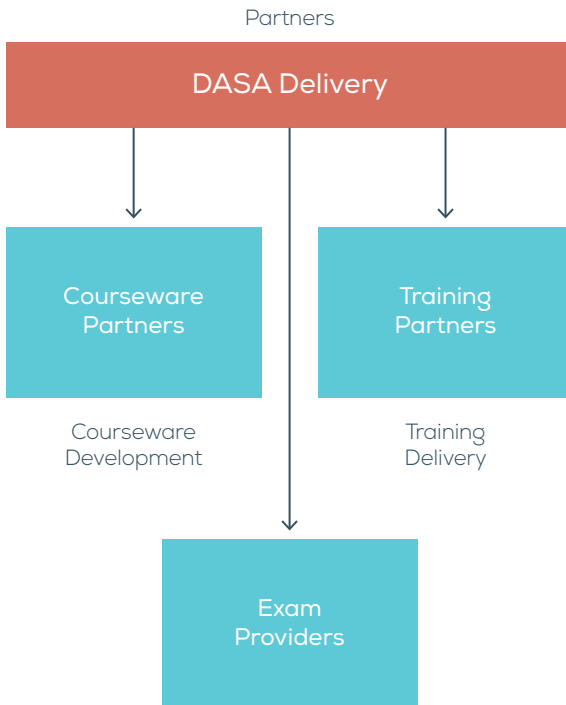 Partners
DASA Delivery
Courseware
Partners
Training
Partners
Courseware
Development
Training
Delivery
Exam
Providers